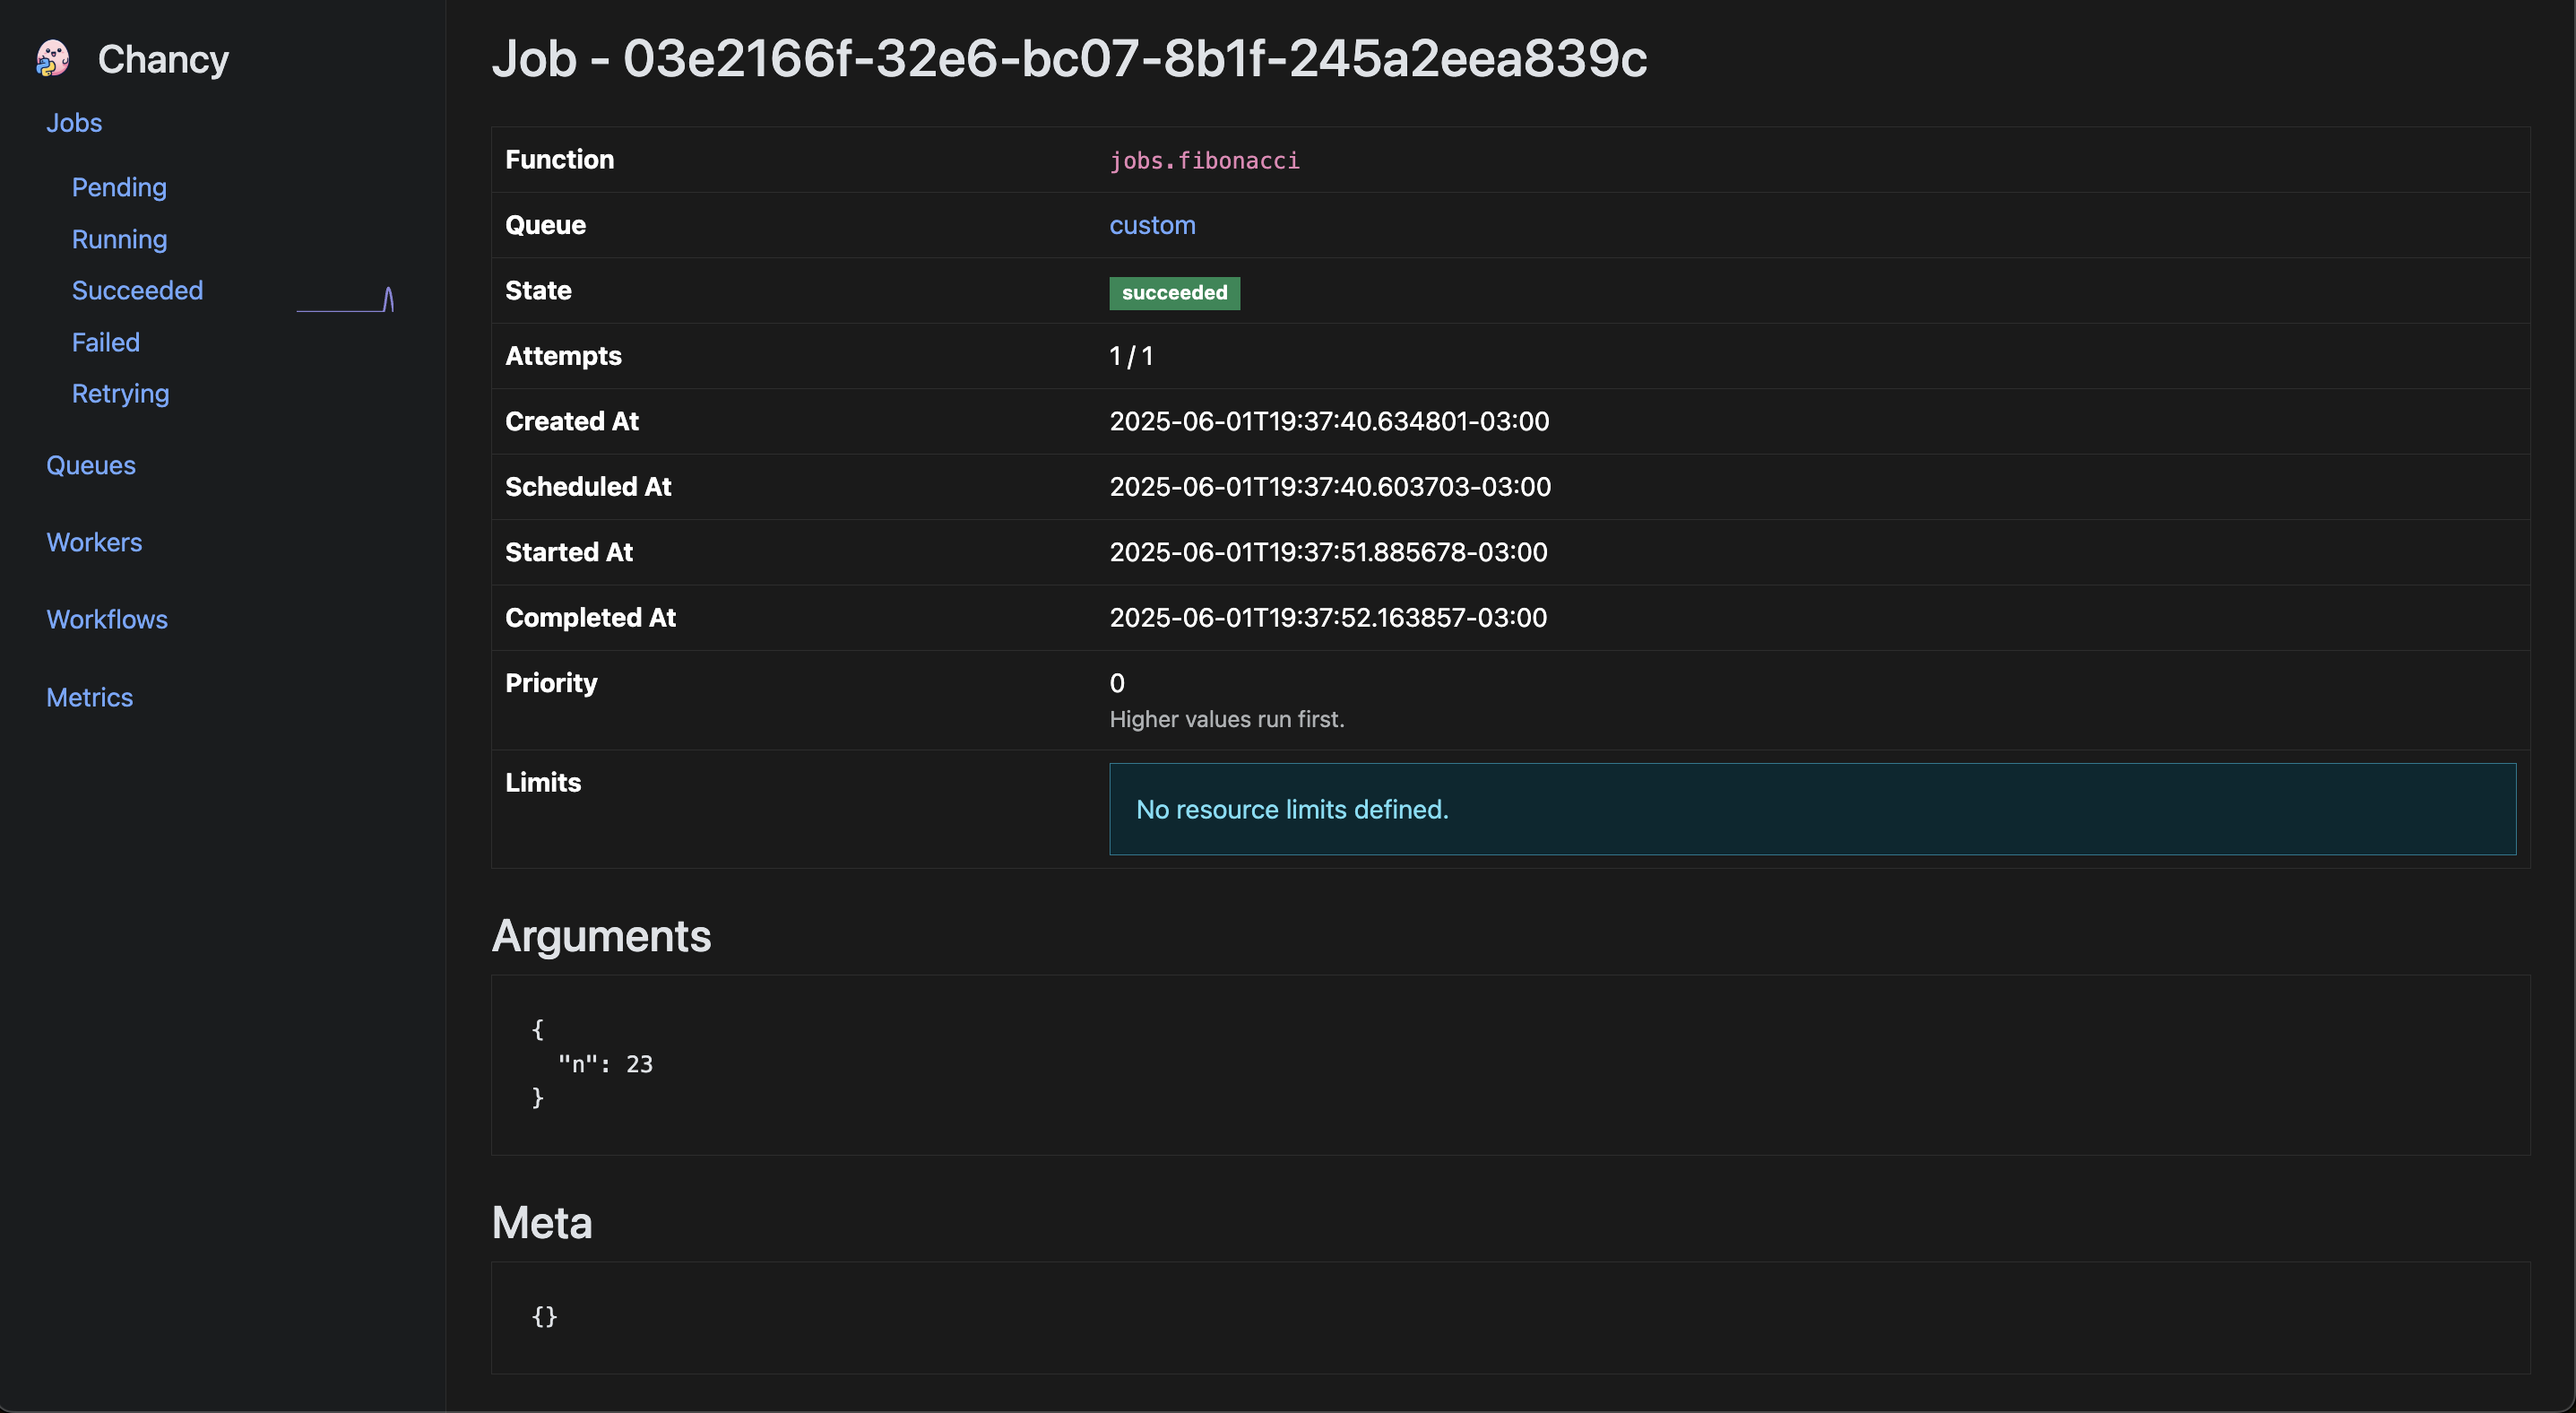 Chancy
Jobs
Pending
Running
Succeeded
Failed
Retrying
Queues
Workers
Workflows
Metrics
Job - 03e2166f-32e6-bc07-8b1f-245a2eea839c
Function jobs.fibonacci
Queue custom
State succeeded
Attempts 1 / 1
Created At 2025-06-01T19:37:40.634801-03:00
Scheduled At 2025-06-01T19:37:40.603703-03:00
Started At 2025-06-01T19:37:51.885678-03:00
Completed At 2025-06-01T19:37:52.163857-03:00
Priority 0
Higher values run first.
Limits No resource limits defined.
Arguments
{
"n": 23
}
Meta
{}